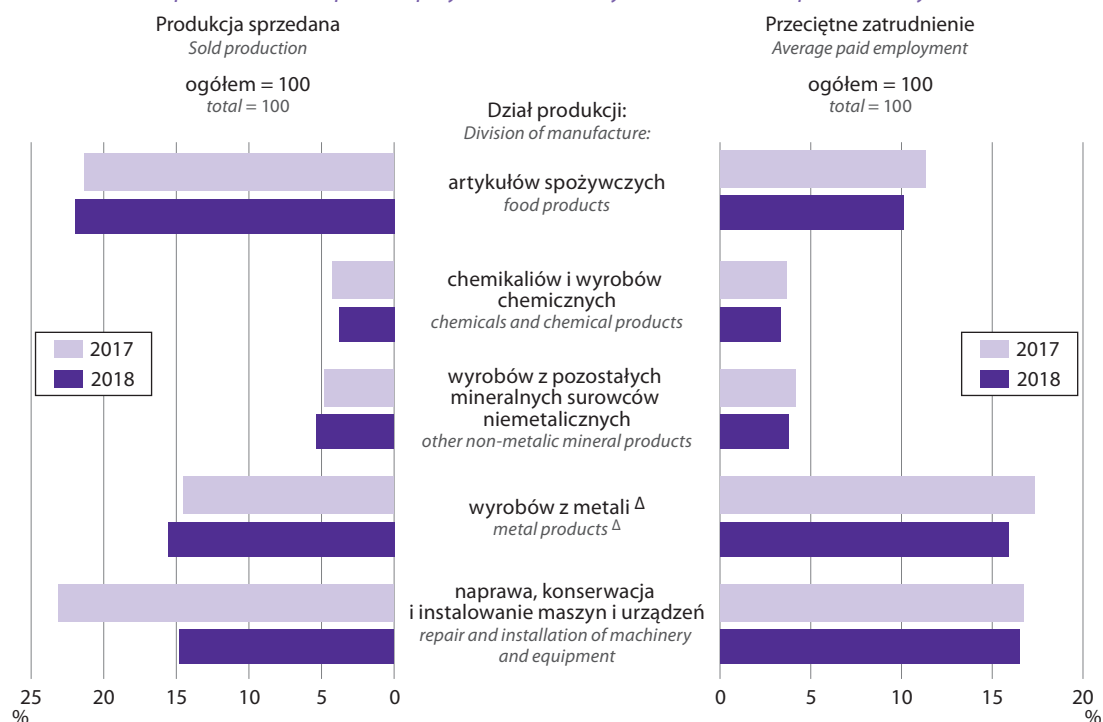 Produkcja sprzedana
Sold production
ogółem = 100
total = 100
Przeciętne zatrudnienie
Average paid employment
ogółem = 100
total = 100
Dział produkcji:
Division of manufacture:
artykułów spożywczych
food products
chemikaliów i wyrobów
chemicznych
chemicals and chemical products
wyrobów z pozostałych
mineralnych surowców
niemetalicznych
other non-metalic mineral products
wyrobów z metali Δ
metal products Δ
naprawa, konserwacja
i instalowanie maszyn i urządzeń
repair and installation of machinery
and equipment
2017
2018
2017
2018
25 20 15 10 5 0
%
0 5 10 15 20
%